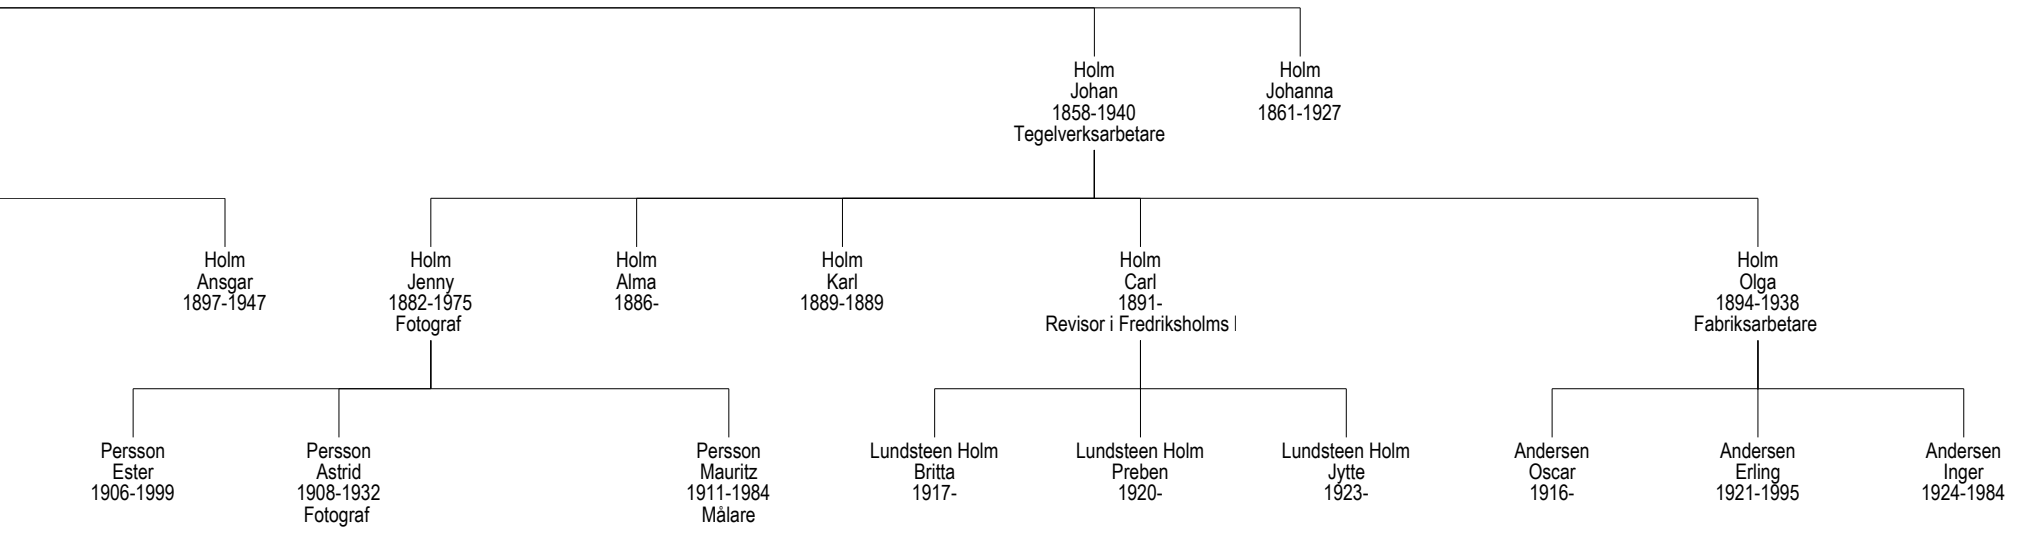 Holm
Johan
1858-1940
Tegelverksarbetare
Holm
Johanna
1861-1927
Holm
Ansgar
1897-1947
Holm
Jenny
1882-1975
Fotograf
Holm
Alma
1886-
Holm
Karl
1889-1889
Holm
Carl
1891-
Revisor i Fredriksholms
Holm
Olga
1894-1938
Fabriksarbetare
Persson
Ester
1906-1999
Persson
Astrid
1908-1932
Fotograf
Persson
Mauritz
1911-1984
Målare
Lundsteen Holm
Britta
1917-
Lundsteen Holm
Preben
1920-
Lundsteen Holm
Jytte
1923-
Andersen
Oscar
1916-
Andersen
Erling
1921-1995
Andersen
Inger
1924-1984